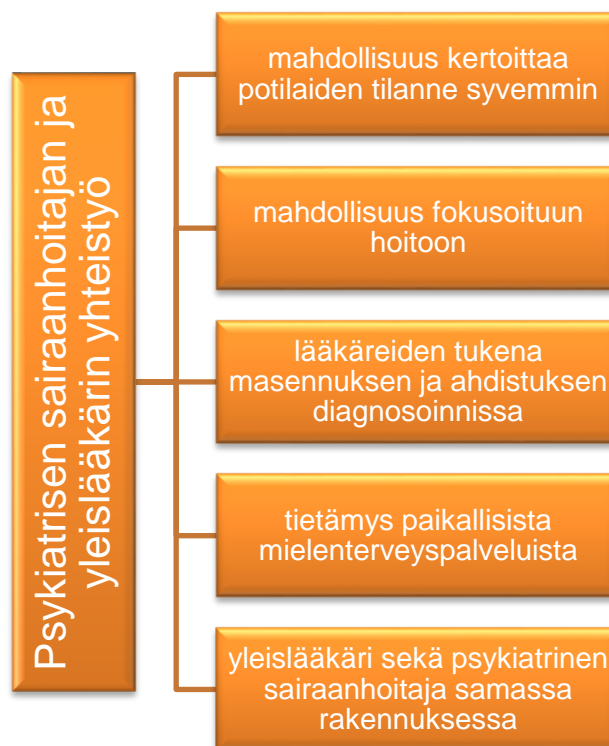 Psykiatrisen sairaanhoitajan ja
yleislääkärin yhteistyö
mahdollisuus kertoittaa
potilaiden tilanne syvemmin
mahdollisuus fokusoituun
hoitoon
lääkäreiden tukena
masennuksen ja ahdistuksen
diagnosoinnissa
tietämys paikallisista
mielenterveyspalveluista
yleislääkäri sekä psykiatrinen
sairaanhoitaja samassa
rakennuksessa